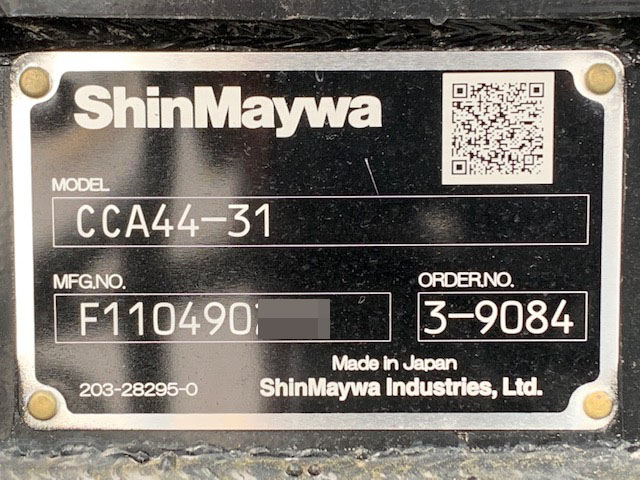 ShinMaywa
MODEL
CCA44-31
MFG.NO.
F1104902
ORDER.NO.
3-9084
Made in Japan
203-28295-0
ShinMaywa Industries, Ltd.